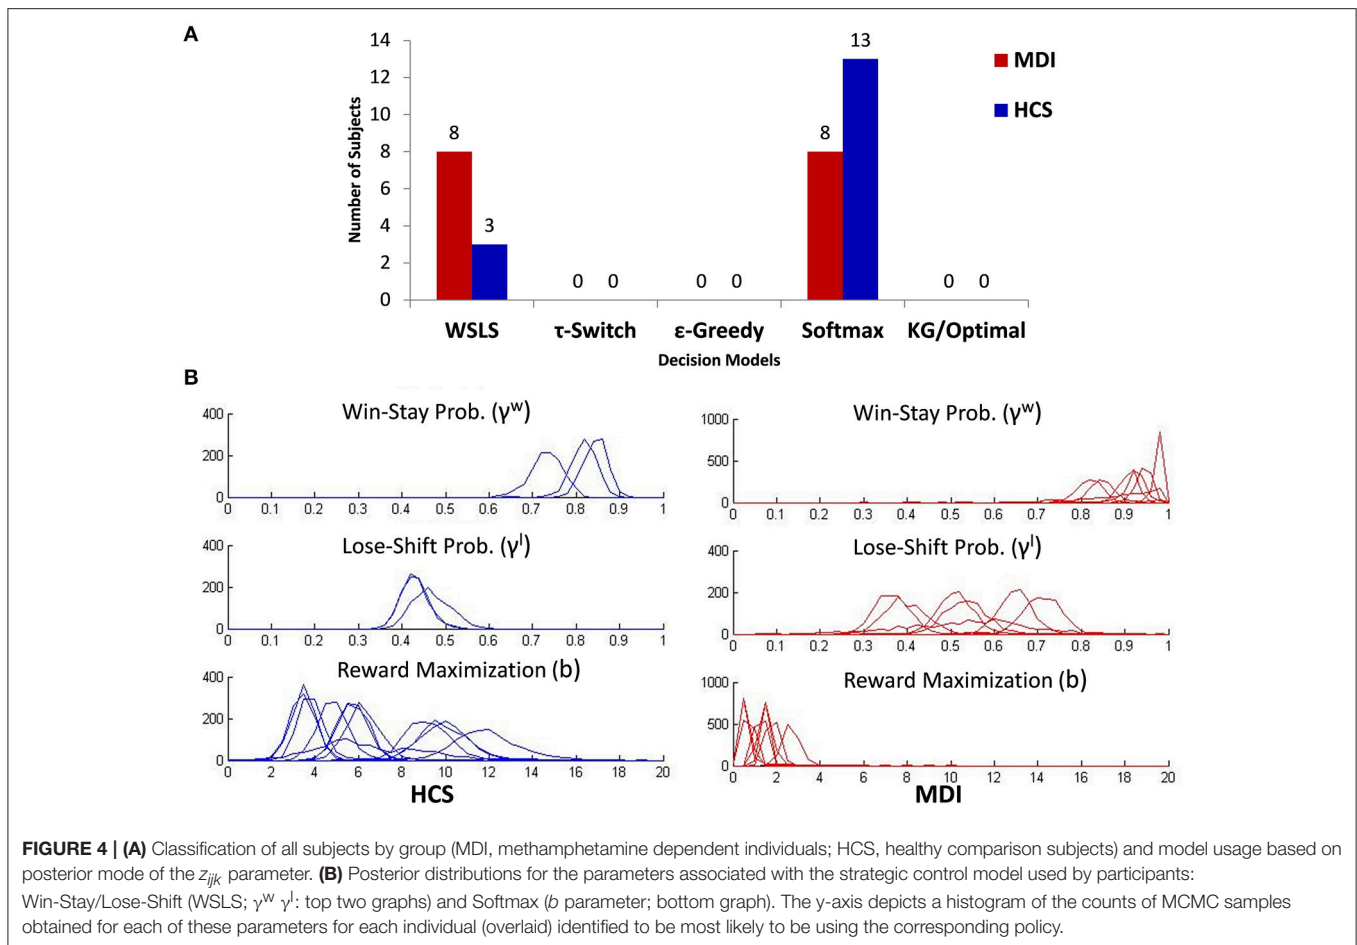 A
14
12
10
8
6
4
2
0
Number of Subjects
8
3
0 0
0 0
8
13
0 0
MDI
HCS
WSLS τ-Switch ε-Greedy Softmax KG/Optimal
Decision Models
B
Win-Stay Prob. (γʷ)
400
200
0
0 0.1 0.2 0.3 0.4 0.5 0.6 0.7 0.8 0.9 1
Lose-Shift Prob. (γˡ)
400
200
0
0 0.1 0.2 0.3 0.4 0.5 0.6 0.7 0.8 0.9 1
Reward Maximization (b)
400
200
0
0 2 4 6 8 10 12 14 16 18 20
HCS
Win-Stay Prob. (γʷ)
1000
500
0
0 0.1 0.2 0.3 0.4 0.5 0.6 0.7 0.8 0.9 1
Lose-Shift Prob. (γˡ)
400
200
0
0 0.1 0.2 0.3 0.4 0.5 0.6 0.7 0.8 0.9 1
Reward Maximization (b)
1000
500
0
0 2 4 6 8 10 12 14 16 18 20
MDI
FIGURE 4 | (A) Classification of all subjects by group (MDI, methamphetamine dependent individuals; HCS, healthy comparison subjects) and model usage based on
posterior mode of the zᵢⱼₖ parameter. (B) Posterior distributions for the parameters associated with the strategic control model used by participants:
Win-Stay/Lose-Shift (WSLS; γʷ γˡ: top two graphs) and Softmax (b parameter; bottom graph). The y-axis depicts a histogram of the counts of MCMC samples
obtained for each of these parameters for each individual (overlaid) identified to be most likely to be using the corresponding policy.